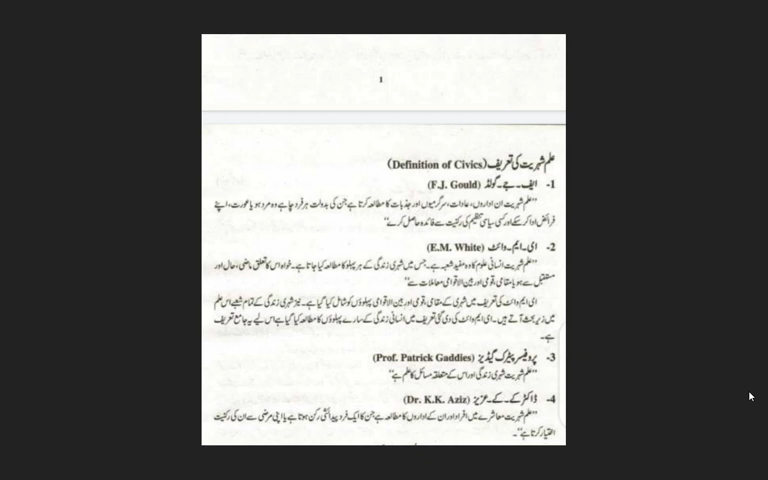 1
علم شہریت کی تعریف (Definition of Civics)
1- ایف۔جے۔گولڈ (F.J. Gould)
”علم شہریت ان اداروں، عادات، سرگرمیوں اور جذبات کا مطالعہ کرتا ہے جن کی بدولت ہر فرد چاہے وہ مرد ہو یا عورت، اپنے
فرائض ادا کر سکے اور کسی سیاسی تنظیم کی رکنیت سے فائدہ حاصل کرے“
2- ای۔ایم۔وائٹ (E.M. White)
”علم شہریت انسانی علوم کا وہ مفید شعبہ ہے۔ جس میں شہری زندگی کے ہر پہلو کا مطالعہ کیا جاتا ہے۔ خواہ اس کا تعلق ماضی، حال اور
مستقبل سے ہو یا مقامی، قومی اور بین الاقوامی معاملات سے“
ای ایم وائٹ کی تعریف میں شہری کے مقامی، قومی اور بین الاقوامی پہلوؤں کو شامل کیا گیا ہے۔ نیز شہری زندگی کے تمام شعبے اس علم
میں زیر بحث آتے ہیں۔ ای ایم وائٹ کی دی گئی تعریف میں انسانی زندگی کے سارے پہلوؤں کا مطالعہ کیا گیا ہے اس لیے یہ جامع تعریف
ہے۔
3- پروفیسر پیٹرک گیڈیز (Prof. Patrick Gaddies)
”علم شہریت شہری زندگی اور اس کے متعلقہ مسائل کا علم ہے“
4- ڈاکٹر کے۔کے۔عزیز (Dr. K.K. Aziz)
”علم شہریت معاشرے میں افراد اور ان کے اداروں کا مطالعہ ہے جن کا ایک فرد پیدائشی رکن ہوتا ہے یا اپنی مرضی سے ان کی رکنیت
اختیار کرتا ہے“۔